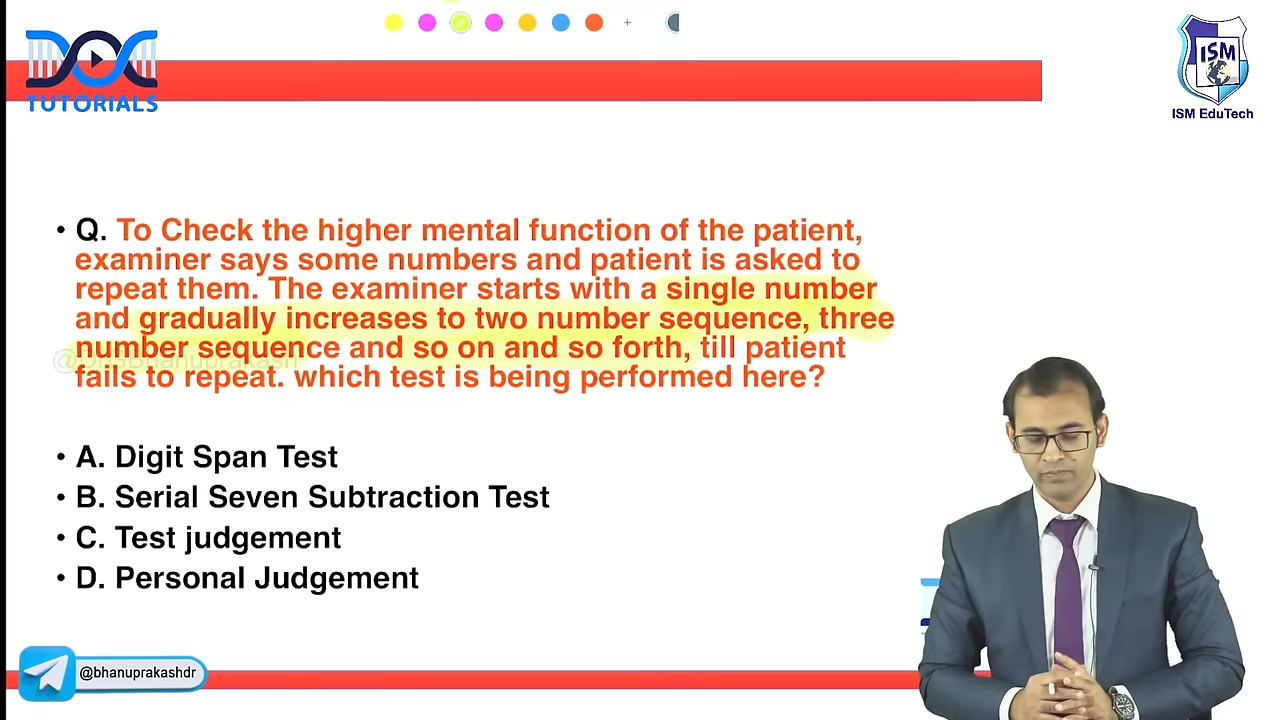 TUTORIALS
ISM
ISM EduTech
• Q. To Check the higher mental function of the patient,
examiner says some numbers and patient is asked to
repeat them. The examiner starts with a single number
and gradually increases to two number sequence, three
number sequence and so on and so forth, till patient
fails to repeat. which test is being performed here?
• A. Digit Span Test
• B. Serial Seven Subtraction Test
• C. Test judgement
• D. Personal Judgement
@bhanuprakashdr